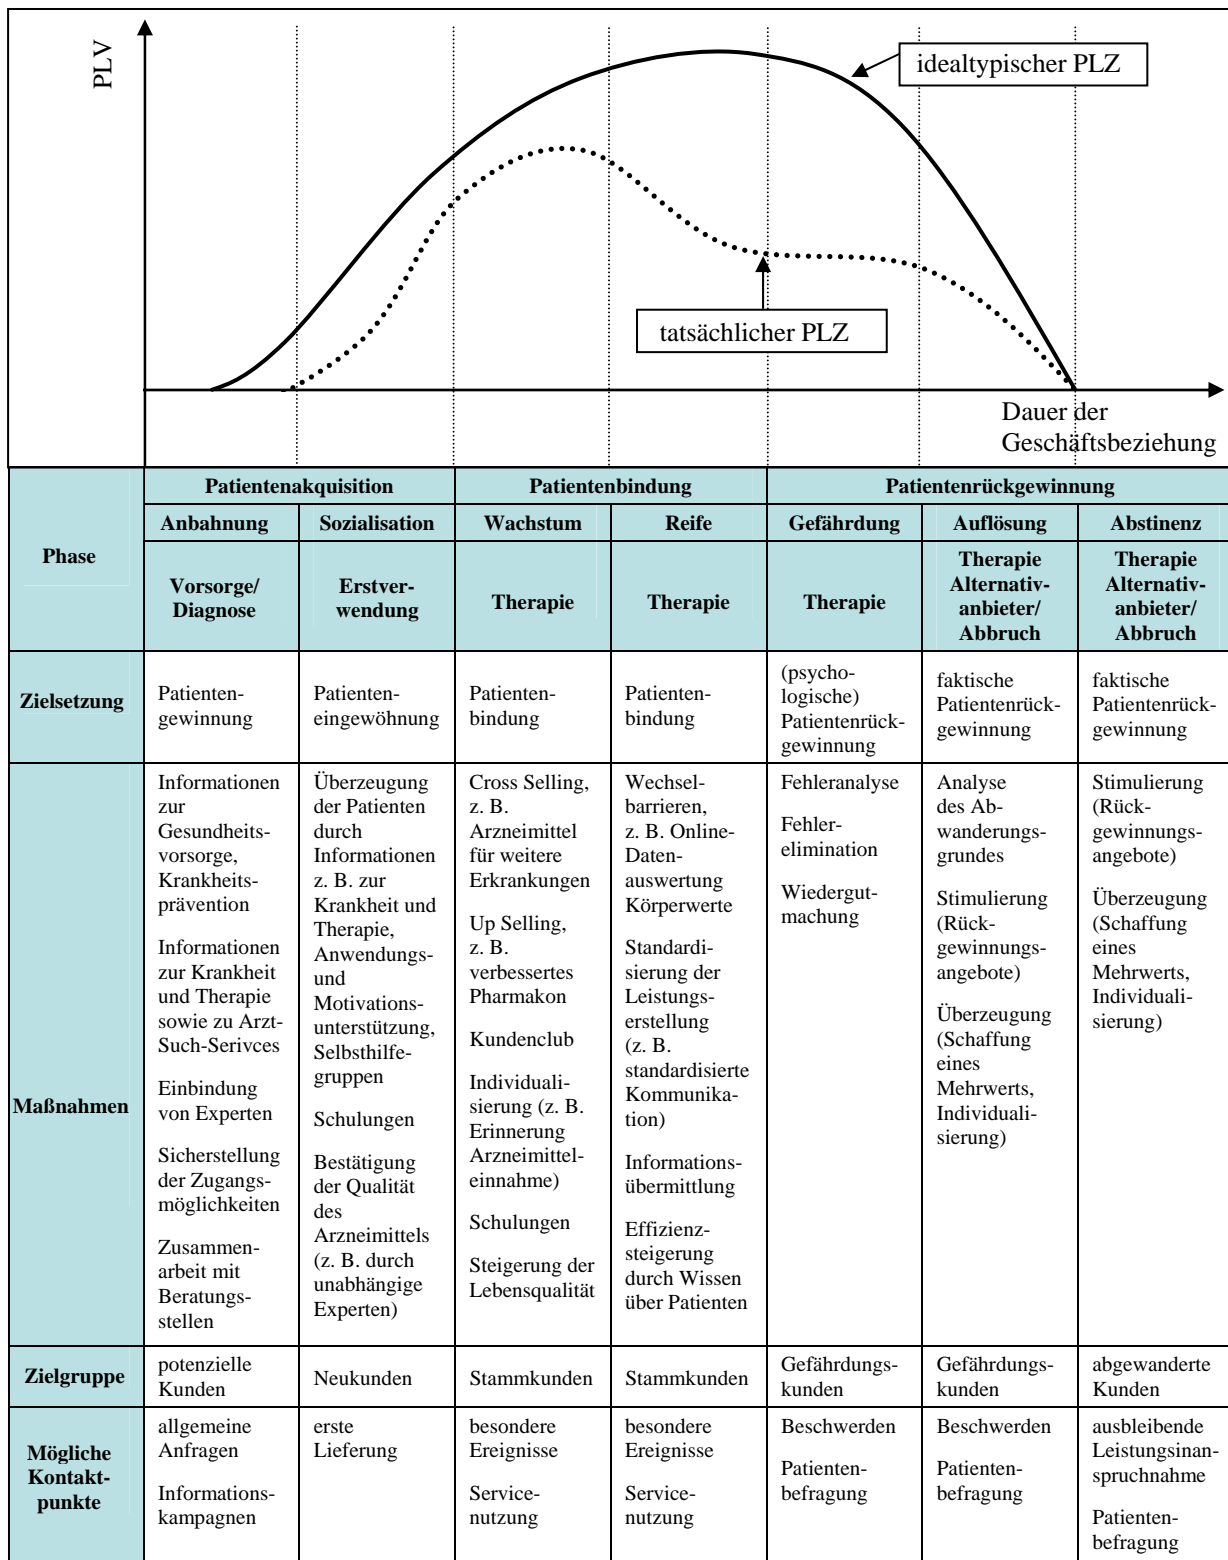 PLV
idealtypischer PLZ
tatsächlicher PLZ
Dauer der
Geschäftsbeziehung
Phase
Patientenakquisition
Patientenbindung
Patientenrückgewinnung
Anbahnung
Sozialisation
Wachstum
Reife
Gefährdung
Auflösung
Abstinenz
Vorsorge/
Diagnose
Erstver-
wendung
Therapie
Therapie
Therapie
Therapie
Alternativ-
anbieter/
Abbruch
Therapie
Alternativ-
anbieter/
Abbruch
Zielsetzung
Patienten-
gewinnung
Patienten-
eingewöhnung
Patienten-
bindung
Patienten-
bindung
(psycho-
logische)
Patientenrück-
gewinnung
faktische
Patientenrück-
gewinnung
faktische
Patientenrück-
gewinnung
Maßnahmen
Informationen
zur
Gesundheits-
vorsorge,
Krankheits-
prävention
Informationen
zur Krankheit
und Therapie
sowie zu Arzt-
Such-Serivces
Einbindung
von Experten
Sicherstellung
der Zugangs-
möglichkeiten
Zusammen-
arbeit mit
Beratungs-
stellen
Überzeugung
der Patienten
durch
Informationen
z. B. zur
Krankheit und
Therapie,
Anwendungs-
und
Motivations-
unterstützung,
Selbsthilfe-
gruppen
Schulungen
Bestätigung
der Qualität
des
Arzneimittels
(z. B. durch
unabhängige
Experten)
Cross Selling,
z. B.
Arzneimittel
für weitere
Erkrankungen
Up Selling,
z. B.
verbessertes
Pharmakon
Kundenclub
Individuali-
sierung (z. B.
Erinnerung
Arzneimittel-
einnahme)
Schulungen
Steigerung der
Lebensqualität
Wechsel-
barrieren,
z. B. Online-
Daten-
auswertung
Körperwerte
Standardi-
sierung der
Leistungs-
erstellung
(z. B.
standardisierte
Kommunika-
tion)
Informations-
übermittlung
Effizienz-
steigerung
durch Wissen
über Patienten
Fehleranalyse
Fehler-
elimination
Wiedergut-
machung
Analyse
des Ab-
wanderungs-
grundes
Stimulierung
(Rück-
gewinnungs-
angebote)
Überzeugung
(Schaffung
eines
Mehrwerts,
Individuali-
sierung)
Stimulierung
(Rück-
gewinnungs-
angebote)
Überzeugung
(Schaffung
eines
Mehrwerts,
Individuali-
sierung)
Zielgruppe
potenzielle
Kunden
Neukunden
Stammkunden
Stammkunden
Gefährdungs-
kunden
Gefährdungs-
kunden
abgewanderte
Kunden
Mögliche
Kontakt-
punkte
allgemeine
Anfragen
Informations-
kampagnen
erste
Lieferung
besondere
Ereignisse
Service-
nutzung
besondere
Ereignisse
Service-
nutzung
Beschwerden
Patienten-
befragung
Beschwerden
Patienten-
befragung
ausbleibende
Leistungsinan-
spruchnahme
Patienten-
befragung